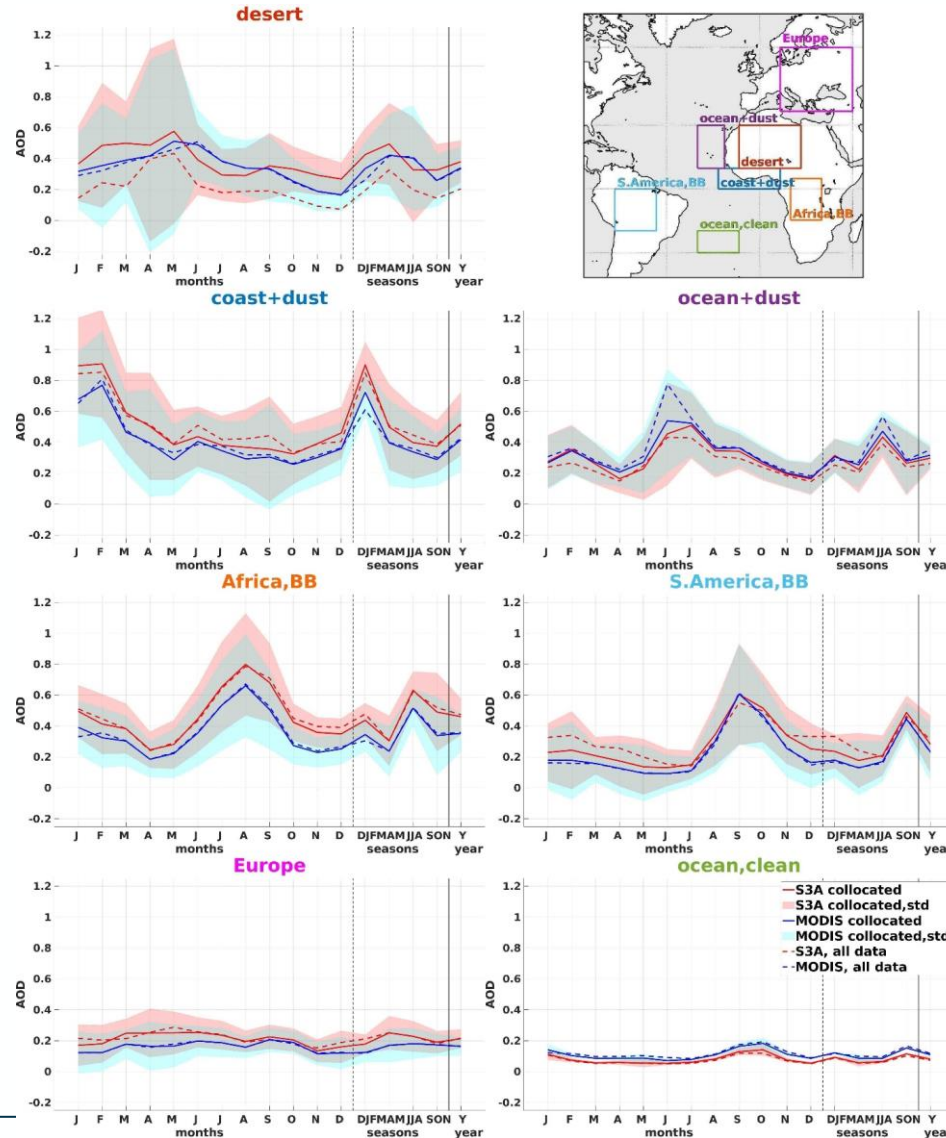 desert
1.2
1
0.8
0.6
0.4
0.2
0
-0.2
AOD
J F M A M J J A S O N D DJFMAMJJA SON Y
months seasons year
Europe
ocean+dust
desert
S.America,BB
coast+dust
Africa,BB
ocean,clean
coast+dust
1.2
1
0.8
0.6
0.4
0.2
0
-0.2
AOD
J F M A M J J A S O N D DJFMAMJJA SON Y
months seasons year
ocean+dust
1.2
1
0.8
0.6
0.4
0.2
0
-0.2
AOD
J F M A M J J A S O N D DJFMAMJJA SON Y
months seasons year
Africa,BB
1.2
1
0.8
0.6
0.4
0.2
0
-0.2
AOD
J F M A M J J A S O N D DJFMAMJJA SON Y
months seasons year
S.America,BB
1.2
1
0.8
0.6
0.4
0.2
0
-0.2
AOD
J F M A M J J A S O N D DJFMAMJJA SON Y
months seasons year
Europe
1.2
1
0.8
0.6
0.4
0.2
0
-0.2
AOD
J F M A M J J A S O N D DJFMAMJJA SON Y
months seasons year
ocean,clean
1.2
1
0.8
0.6
0.4
0.2
0
-0.2
AOD
J F M A M J J A S O N D DJFMAMJJA SON Y
months seasons year
S3A collocated
S3A collocated,std
MODIS collocated
MODIS collocated,std
S3A, all data
MODIS, all data